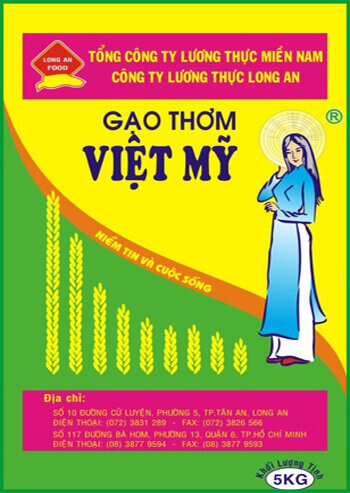 LONG AN
FOOD
TỔNG CÔNG TY LƯƠNG THỰC MIỀN NAM
CÔNG TY LƯƠNG THỰC LONG AN
GẠO THƠM
®
VIỆT MỸ
NIỀM TIN VÀ CUỘC SỐNG
Địa chỉ:
SỐ 10 ĐƯỜNG CỬ LUYỆN, PHƯỜNG 5, TP.TÂN AN, LONG AN
ĐIỆN THOẠI: (072) 3831 289 - FAX: (072) 3826 566
SỐ 117 ĐƯỜNG BÀ HOM, PHƯỜNG 13, QUẬN 6, TP.HỒ CHÍ MINH
ĐIỆN THOẠI: (08) 3877 9594 - FAX: (08) 3877 9593
Khối Lượng Tịnh
5KG